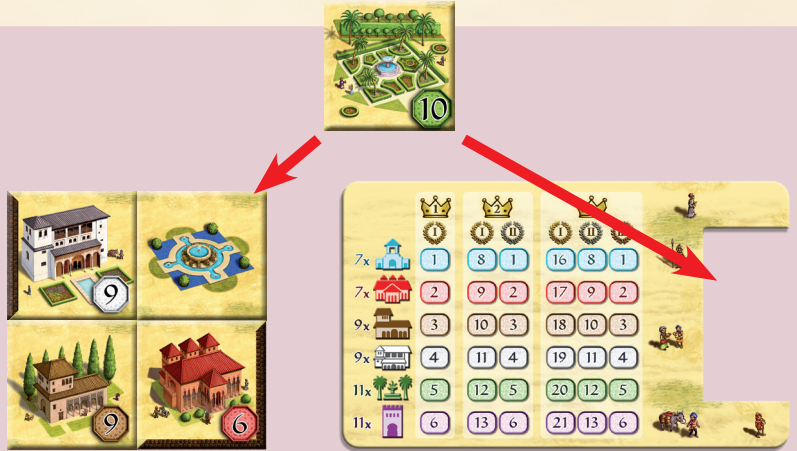 10
9
9
6
1 2
I I II I II
7x 1 8 1 16 8 1
7x 2 9 2 17 9 2
9x 3 10 3 18 10 3
9x 4 11 4 19 11 4
11x 5 12 5 20 12 5
11x 6 13 6 21 13 6